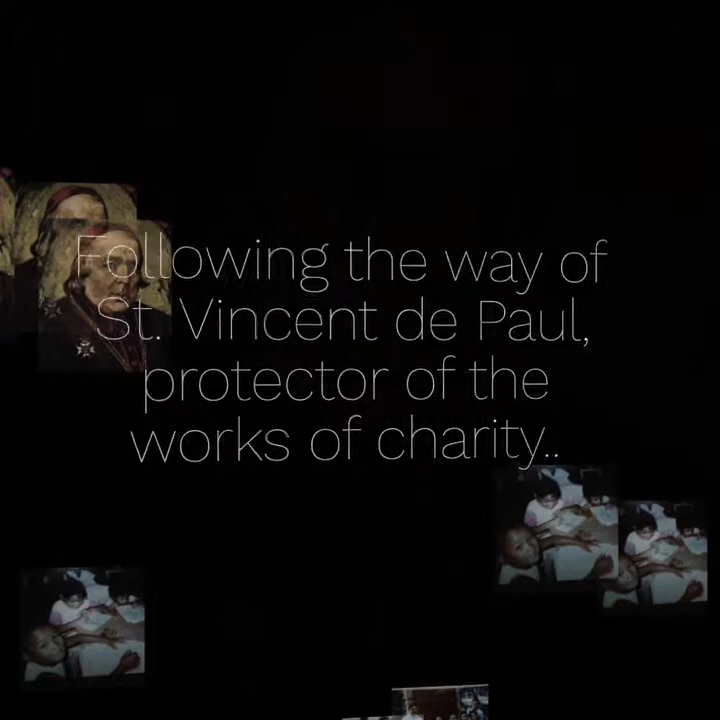 Following the way of
St. Vincent de Paul,
protector of the
works of charity..